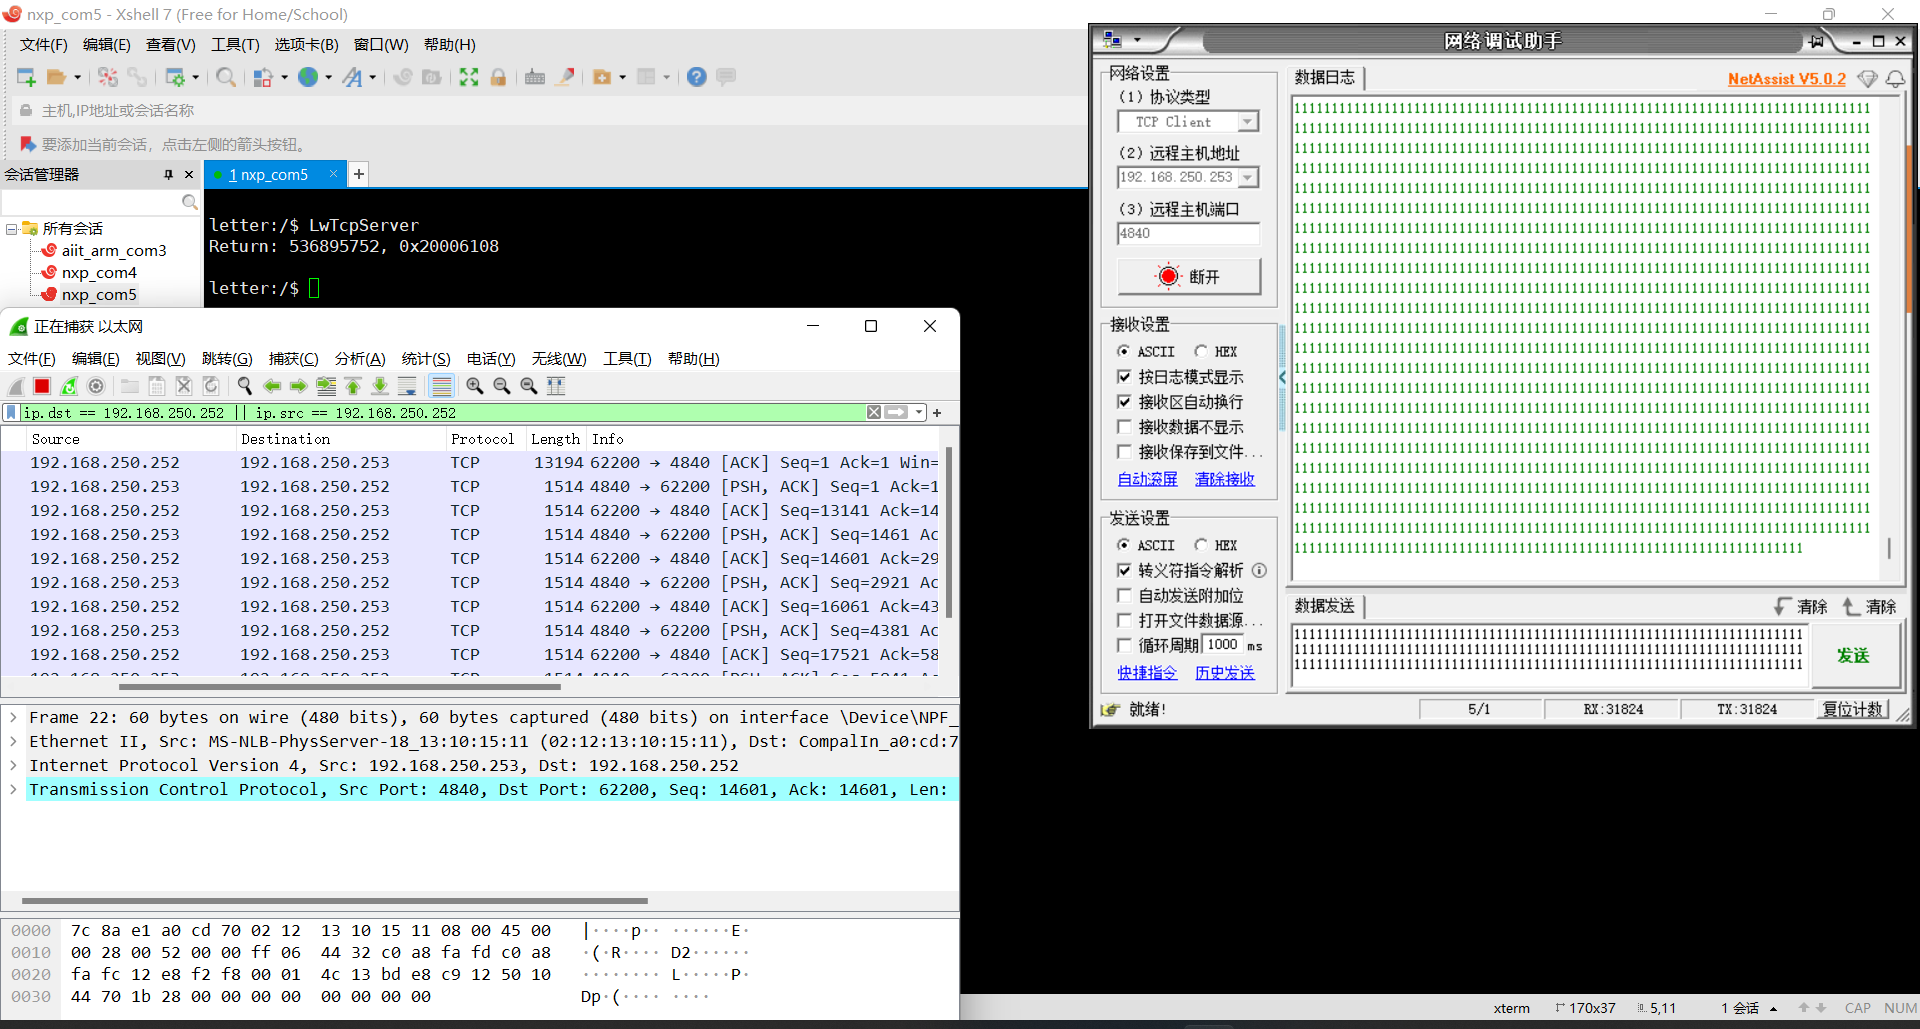 nxp_com5 - Xshell 7 (Free for Home/School)
文件(F) 编辑(E) 查看(V) 工具(T) 选项卡(B) 窗口(W) 帮助(H)
主机,IP地址或会话名称
要添加当前会话，点击左侧的箭头按钮。
会话管理器
1 nxp_com5
所有会话
aiit_arm_com3
nxp_com4
nxp_com5
letter:/$ LwTcpServer
Return: 536895752, 0x20006108
letter:/$
正在捕获 以太网
文件(F) 编辑(E) 视图(V) 跳转(G) 捕获(C) 分析(A) 统计(S) 电话(Y) 无线(W) 工具(T) 帮助(H)
ip.dst == 192.168.250.252 || ip.src == 192.168.250.252
Source Destination Protocol Length Info
192.168.250.252 192.168.250.253 TCP 13194 62200 → 4840 [ACK] Seq=1 Ack=1 Win=
192.168.250.253 192.168.250.252 TCP 1514 4840 → 62200 [PSH, ACK] Seq=1 Ack=1
192.168.250.252 192.168.250.253 TCP 1514 62200 → 4840 [ACK] Seq=13141 Ack=14
192.168.250.253 192.168.250.252 TCP 1514 4840 → 62200 [PSH, ACK] Seq=1461 Ac
192.168.250.252 192.168.250.253 TCP 1514 62200 → 4840 [ACK] Seq=14601 Ack=29
192.168.250.253 192.168.250.252 TCP 1514 4840 → 62200 [PSH, ACK] Seq=2921 Ac
192.168.250.252 192.168.250.253 TCP 1514 62200 → 4840 [ACK] Seq=16061 Ack=43
192.168.250.253 192.168.250.252 TCP 1514 4840 → 62200 [PSH, ACK] Seq=4381 Ac
192.168.250.252 192.168.250.253 TCP 1514 62200 → 4840 [ACK] Seq=17521 Ack=58
Frame 22: 60 bytes on wire (480 bits), 60 bytes captured (480 bits) on interface \Device\NPF_
Ethernet II, Src: MS-NLB-PhysServer-18_13:10:15:11 (02:12:13:10:15:11), Dst: CompalIn_a0:cd:7
Internet Protocol Version 4, Src: 192.168.250.253, Dst: 192.168.250.252
Transmission Control Protocol, Src Port: 4840, Dst Port: 62200, Seq: 14601, Ack: 14601, Len:
0000 7c 8a e1 a0 cd 70 02 12 13 10 15 11 08 00 45 00 |····p·· ······E·
0010 00 28 00 52 00 00 ff 06 44 32 c0 a8 fa fd c0 a8 ·(·R···· D2······
0020 fa fc 12 e8 f2 f8 00 01 4c 13 bd e8 c9 12 50 10 ········ L·····P·
0030 44 70 1b 28 00 00 00 00 00 00 00 00 Dp·(···· ····
网络调试助手
网络设置
(1) 协议类型
TCP Client
(2) 远程主机地址
192.168.250.253
(3) 远程主机端口
4840
断开
接收设置
ASCII HEX
按日志模式显示
接收区自动换行
接收数据不显示
接收保存到文件...
自动滚屏 清除接收
发送设置
ASCII HEX
转义符指令解析
自动发送附加位
打开文件数据源...
循环周期 1000 ms
快捷指令 历史发送
数据日志
NetAssist V5.0.2
数据发送 清除 清除
发送
就绪! 5/1 RX:31824 TX:31824 复位计数
xterm 170x37 5,11 1 会话 CAP NUM